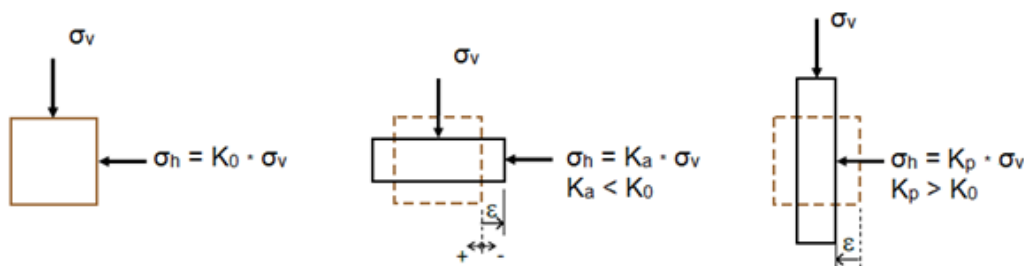 σᵥ
σₕ = K₀ · σᵥ
σᵥ
σₕ = Kₐ · σᵥ
Kₐ < K₀
ε
+ -
σᵥ
σₕ = Kₚ · σᵥ
Kₚ > K₀
ε